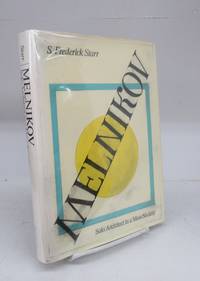 S. Frederick Starr
MELNIKOV
Solo Architect in a Mass Society
Starr
MELNIKOV